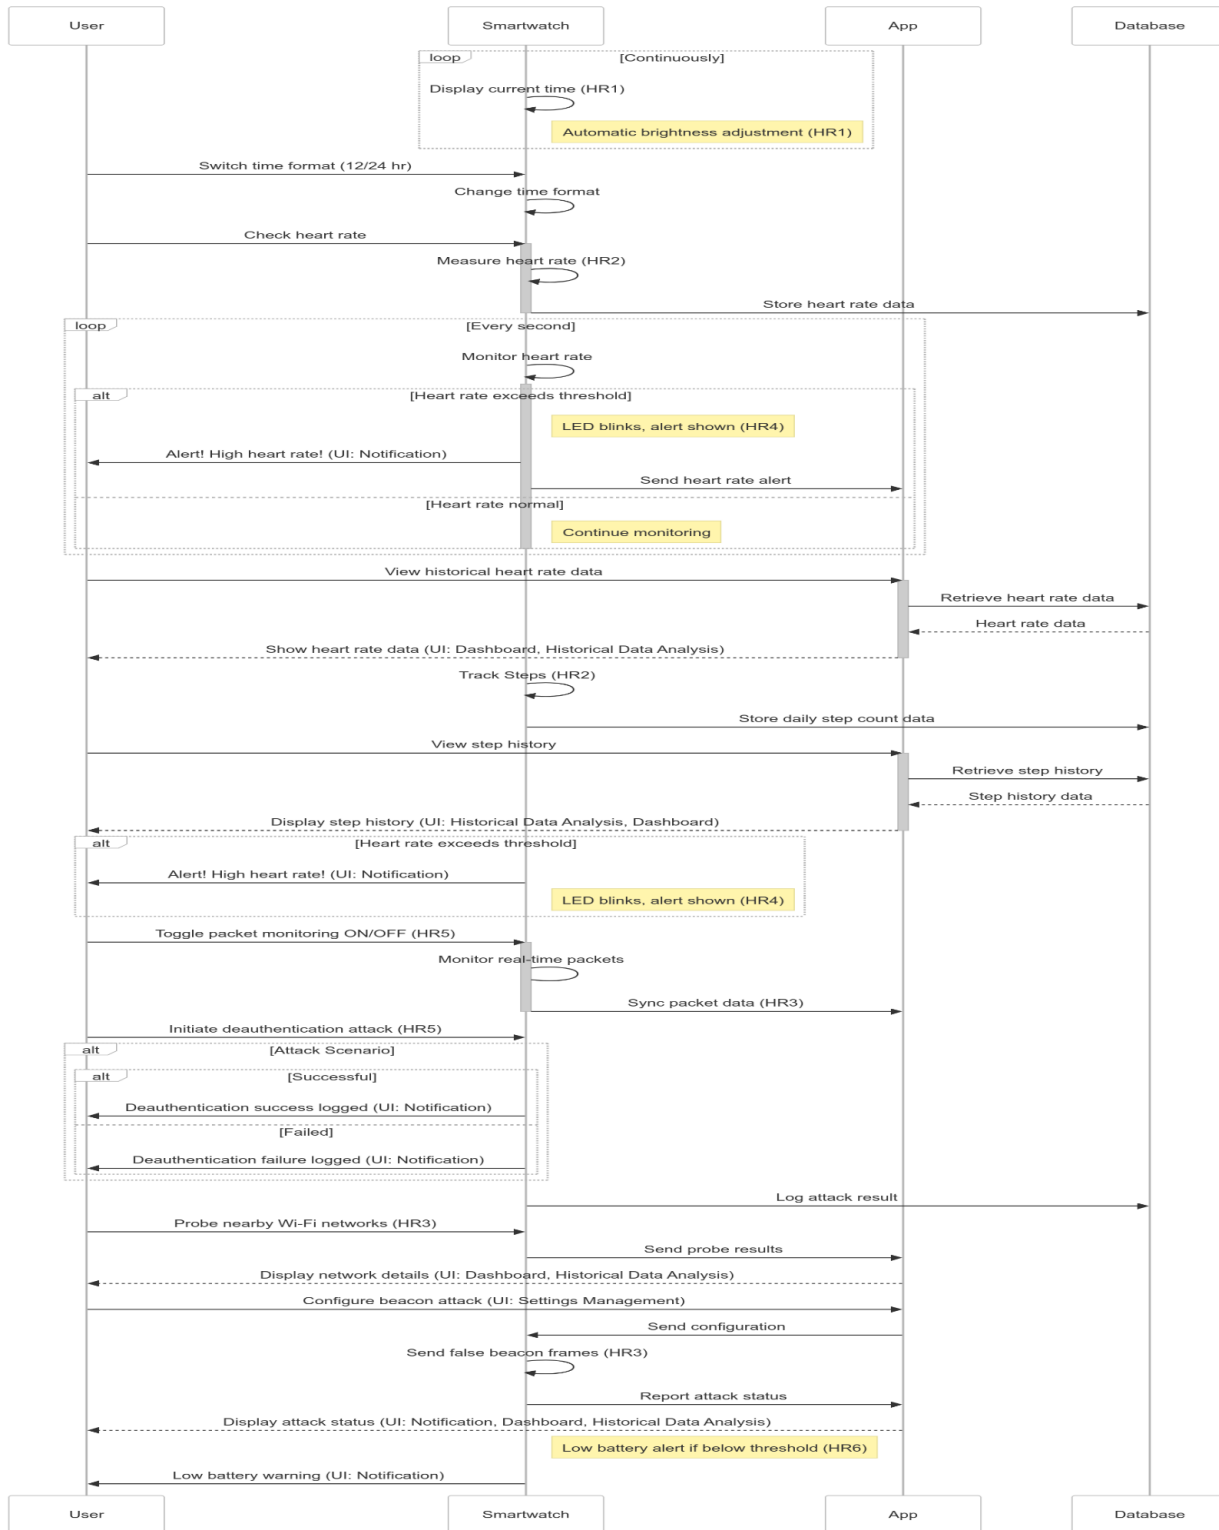 User
Smartwatch
App
Database
loop
[Continuously]
Display current time (HR1)
Automatic brightness adjustment (HR1)
Switch time format (12/24 hr)
Change time format
Check heart rate
Measure heart rate (HR2)
Store heart rate data
loop
[Every second]
Monitor heart rate
alt
[Heart rate exceeds threshold]
LED blinks, alert shown (HR4)
Alert! High heart rate! (UI: Notification)
Send heart rate alert
[Heart rate normal]
Continue monitoring
View historical heart rate data
Retrieve heart rate data
Heart rate data
Show heart rate data (UI: Dashboard, Historical Data Analysis)
Track Steps (HR2)
Store daily step count data
View step history
Retrieve step history
Step history data
Display step history (UI: Historical Data Analysis, Dashboard)
alt
[Heart rate exceeds threshold]
Alert! High heart rate! (UI: Notification)
LED blinks, alert shown (HR4)
Toggle packet monitoring ON/OFF (HR5)
Monitor real-time packets
Sync packet data (HR3)
Initiate deauthentication attack (HR5)
alt
[Attack Scenario]
alt
[Successful]
Deauthentication success logged (UI: Notification)
[Failed]
Deauthentication failure logged (UI: Notification)
Log attack result
Probe nearby Wi-Fi networks (HR3)
Send probe results
Display network details (UI: Dashboard, Historical Data Analysis)
Configure beacon attack (UI: Settings Management)
Send configuration
Send false beacon frames (HR3)
Report attack status
Display attack status (UI: Notification, Dashboard, Historical Data Analysis)
Low battery alert if below threshold (HR6)
Low battery warning (UI: Notification)
User
Smartwatch
App
Database